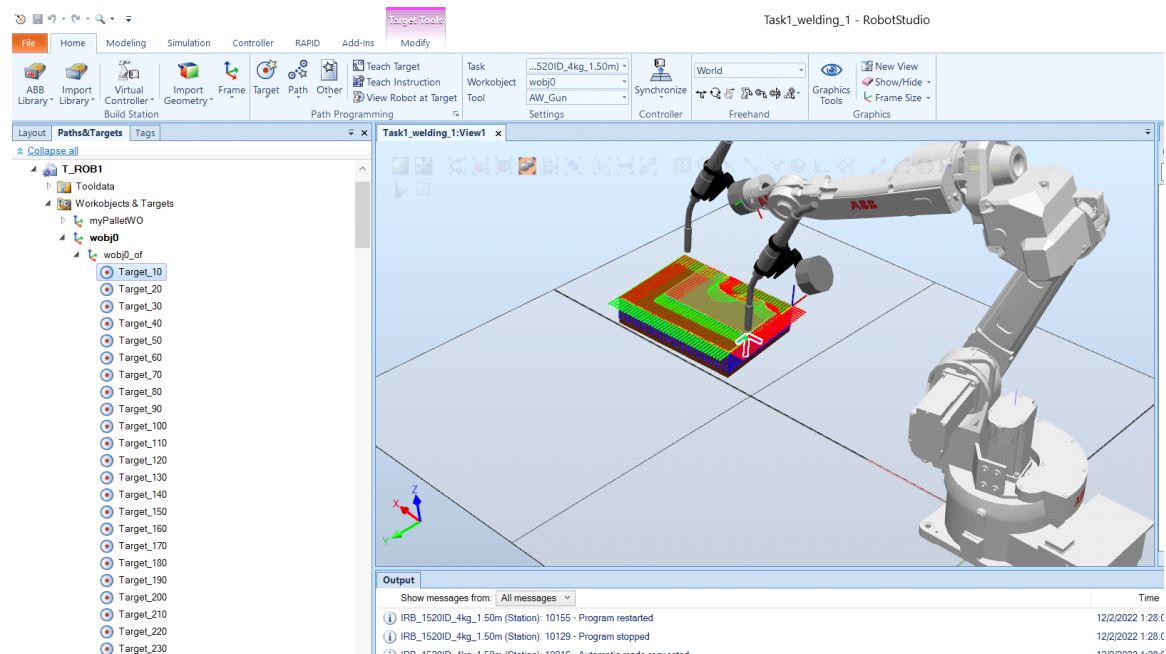 Target Tools
Task1_welding_1 - RobotStudio
File Home Modeling Simulation Controller RAPID Add-Ins Modify
ABB Library
Import Library
Virtual Controller
Import Geometry
Frame
Build Station
Target
Path
Other
Teach Target
Teach Instruction
View Robot at Target
Path Programming
Task ...520ID_4kg_1.50m)
Workobject wobj0
Tool AW_Gun
Settings
Synchronize
Controller
World
Freehand
Graphics Tools
New View
Show/Hide
Frame Size
Graphics
Layout Paths&Targets Tags
Collapse all
T_ROB1
Tooldata
Workobjects & Targets
myPalletWO
wobj0
wobj0_of
Target_10
Target_20
Target_30
Target_40
Target_50
Target_60
Target_70
Target_80
Target_90
Target_100
Target_110
Target_120
Target_130
Target_140
Target_150
Target_160
Target_170
Target_180
Target_190
Target_200
Target_210
Target_220
Target_230
Task1_welding_1:View1
ABB
Z
X
Y
Output
Show messages from: All messages
Time
IRB_1520ID_4kg_1.50m (Station): 10155 - Program restarted 12/2/2022 1:28:0
IRB_1520ID_4kg_1.50m (Station): 10129 - Program stopped 12/2/2022 1:28:0